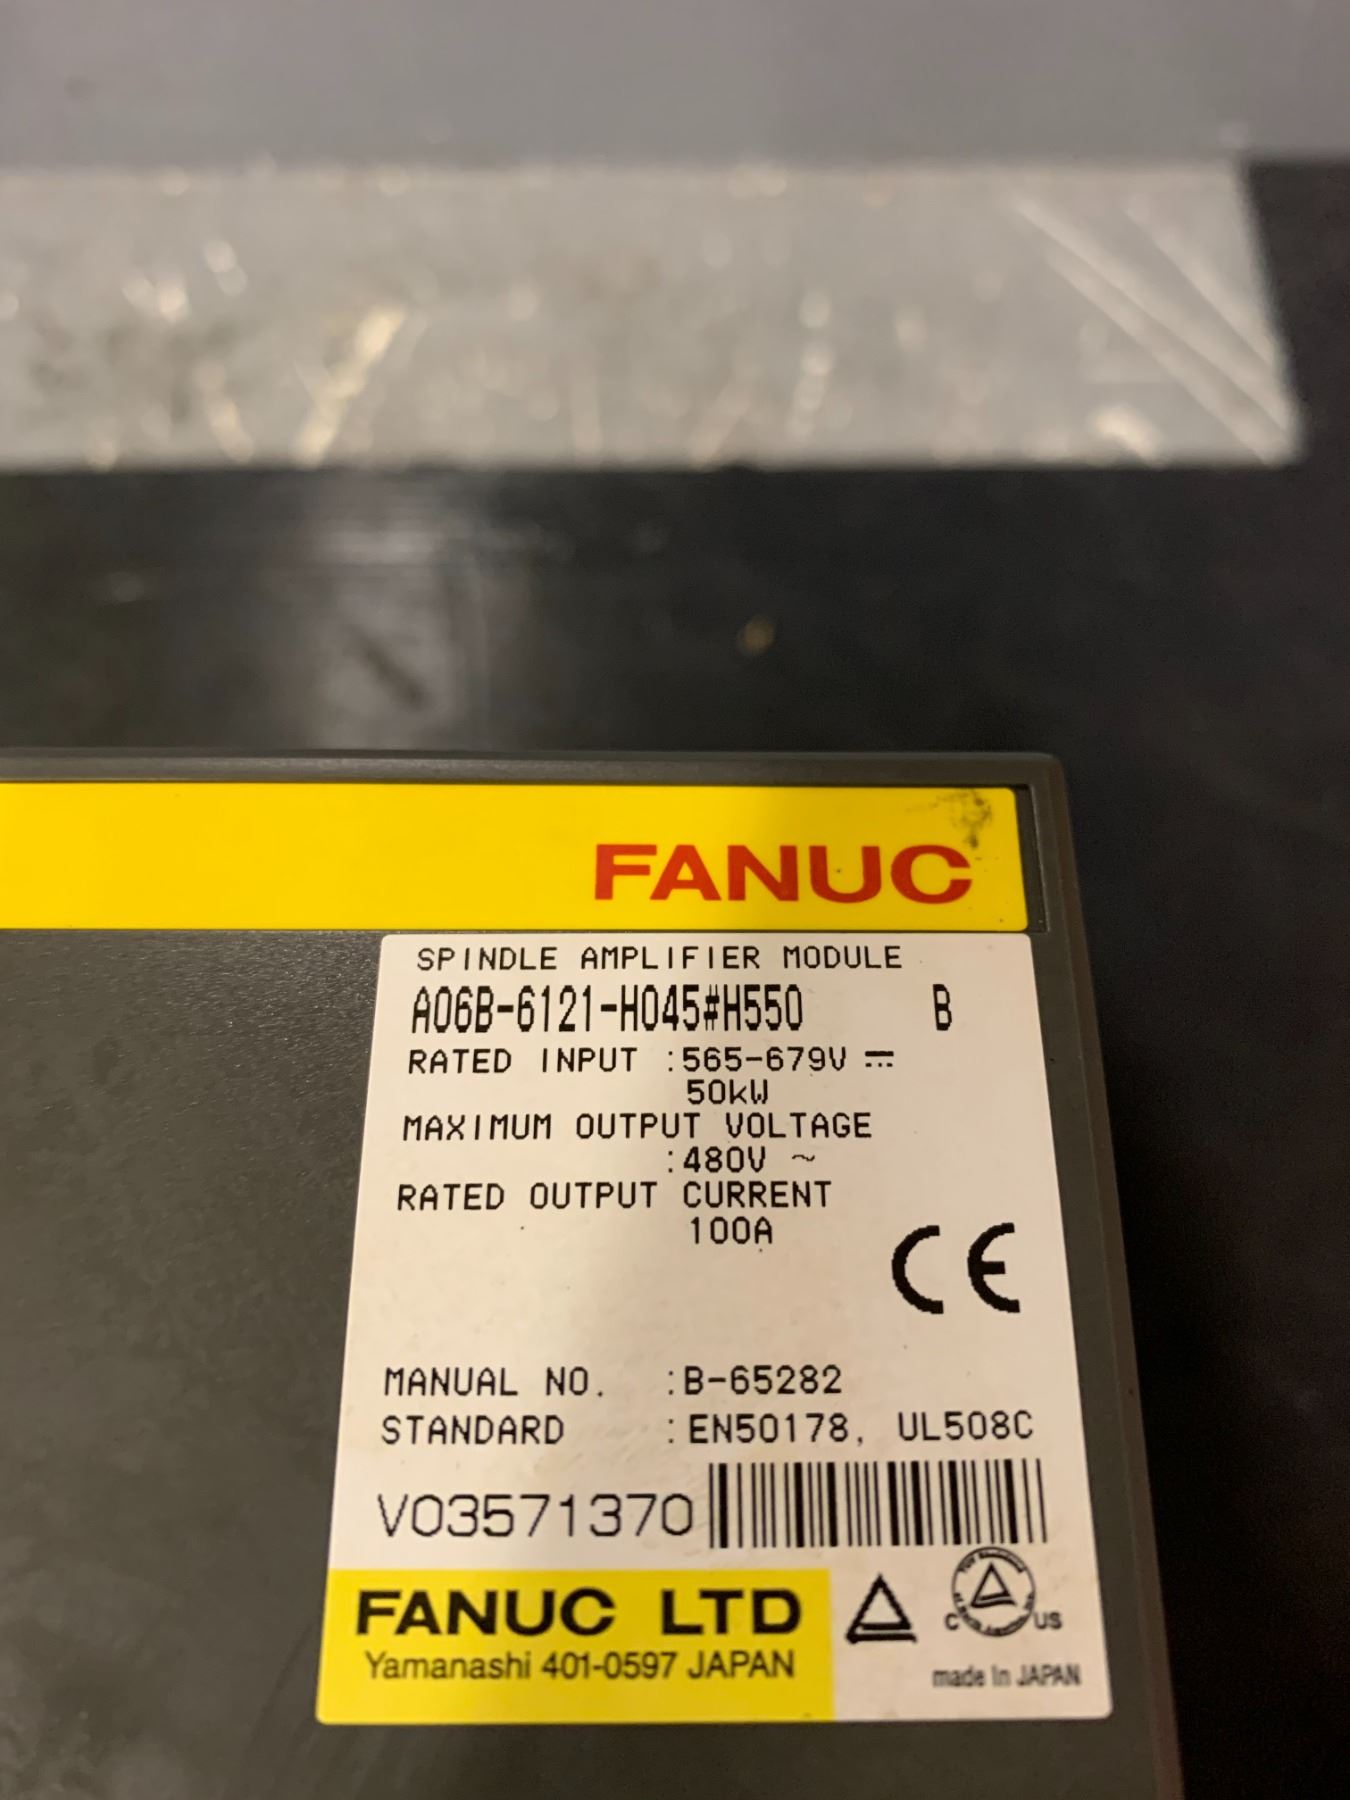 FANUC
SPINDLE AMPLIFIER MODULE
A06B-6121-H045#H550 B
RATED INPUT :565-679V ⎓
50kW
MAXIMUM OUTPUT VOLTAGE
:480V ~
RATED OUTPUT CURRENT
100A
CE
MANUAL NO. :B-65282
STANDARD :EN50178, UL508C
V03571370
FANUC LTD
Yamanashi 401-0597 JAPAN
C US
made in JAPAN